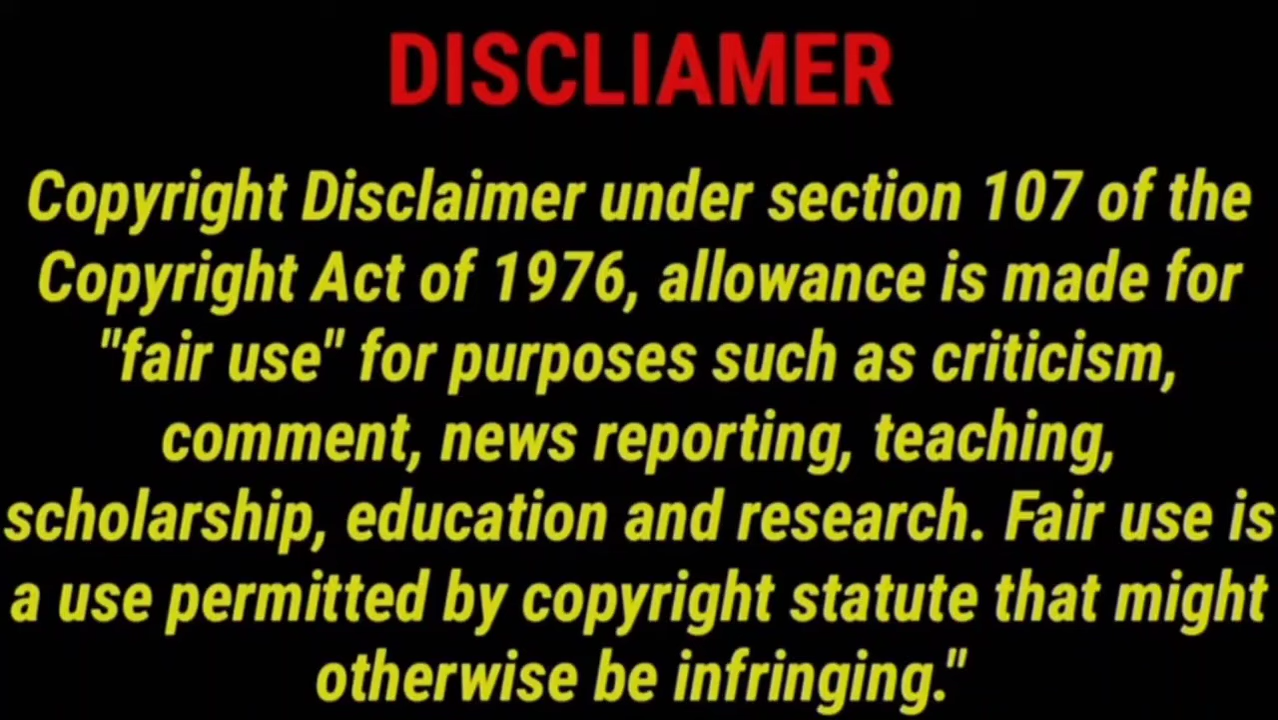 DISCLIAMER
Copyright Disclaimer under section 107 of the
Copyright Act of 1976, allowance is made for
"fair use" for purposes such as criticism,
comment, news reporting, teaching,
scholarship, education and research. Fair use is
a use permitted by copyright statute that might
otherwise be infringing."